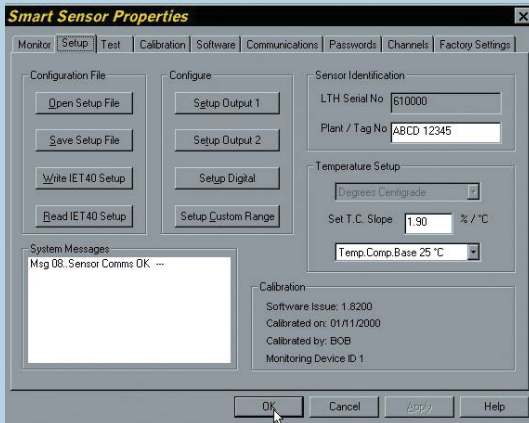 Smart Sensor Properties
Monitor Setup Test Calibration Software Communications Passwords Channels Factory Settings
Configuration File
Open Setup File
Save Setup File
Write IET40 Setup
Read IET40 Setup
Configure
Setup Output 1
Setup Output 2
Setup Digital
Setup Custom Range
Sensor Identification
LTH Serial No 610000
Plant / Tag No ABCD 12345
Temperature Setup
Degrees Centigrade
Set T.C. Slope 1.90 % / °C
Temp.Comp.Base 25 °C
System Messages
Msg 08..Sensor Comms OK ---
Calibration
Software Issue: 1.8200
Calibrated on: 01/11/2000
Calibrated by: BOB
Monitoring Device ID 1
OK Cancel Apply Help